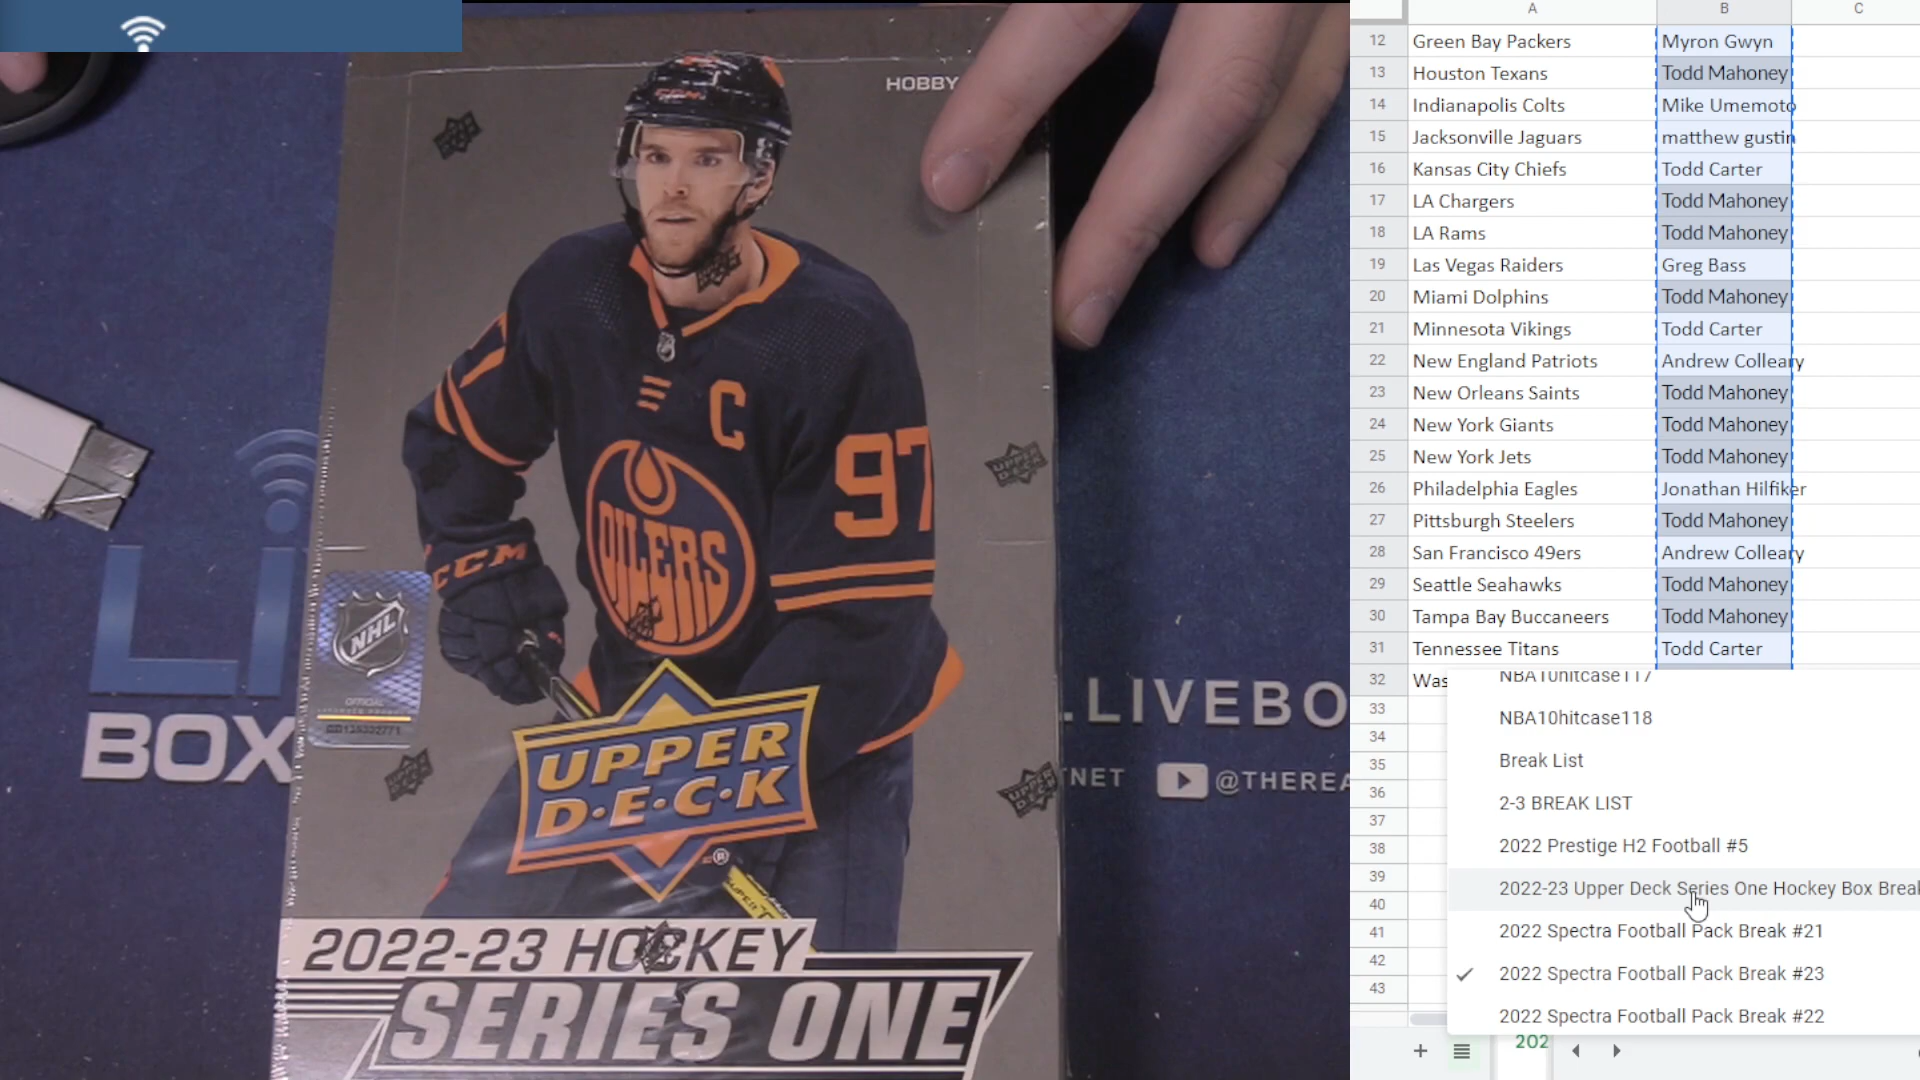 HOBBY
CCM
C
97
OILERS
CCM
NHL
OFFICIAL
UPPER
D·E·C·K
®
2022-23 HOCKEY
SERIES ONE
UPPER DECK
Li
BOX
.LIVEBO
TNET
@THEREA
A B C
12 Green Bay Packers Myron Gwyn
13 Houston Texans Todd Mahoney
14 Indianapolis Colts Mike Umemoto
15 Jacksonville Jaguars matthew gustin
16 Kansas City Chiefs Todd Carter
17 LA Chargers Todd Mahoney
18 LA Rams Todd Mahoney
19 Las Vegas Raiders Greg Bass
20 Miami Dolphins Todd Mahoney
21 Minnesota Vikings Todd Carter
22 New England Patriots Andrew Colleary
23 New Orleans Saints Todd Mahoney
24 New York Giants Todd Mahoney
25 New York Jets Todd Mahoney
26 Philadelphia Eagles Jonathan Hilfiker
27 Pittsburgh Steelers Todd Mahoney
28 San Francisco 49ers Andrew Colleary
29 Seattle Seahawks Todd Mahoney
30 Tampa Bay Buccaneers Todd Mahoney
31 Tennessee Titans Todd Carter
32 Was
33
34
35
36
37
38
39
40
41
42
43
NBA10hitcase117
NBA10hitcase118
Break List
2-3 BREAK LIST
2022 Prestige H2 Football #5
2022-23 Upper Deck Series One Hockey Box Break
2022 Spectra Football Pack Break #21
2022 Spectra Football Pack Break #23
2022 Spectra Football Pack Break #22
202